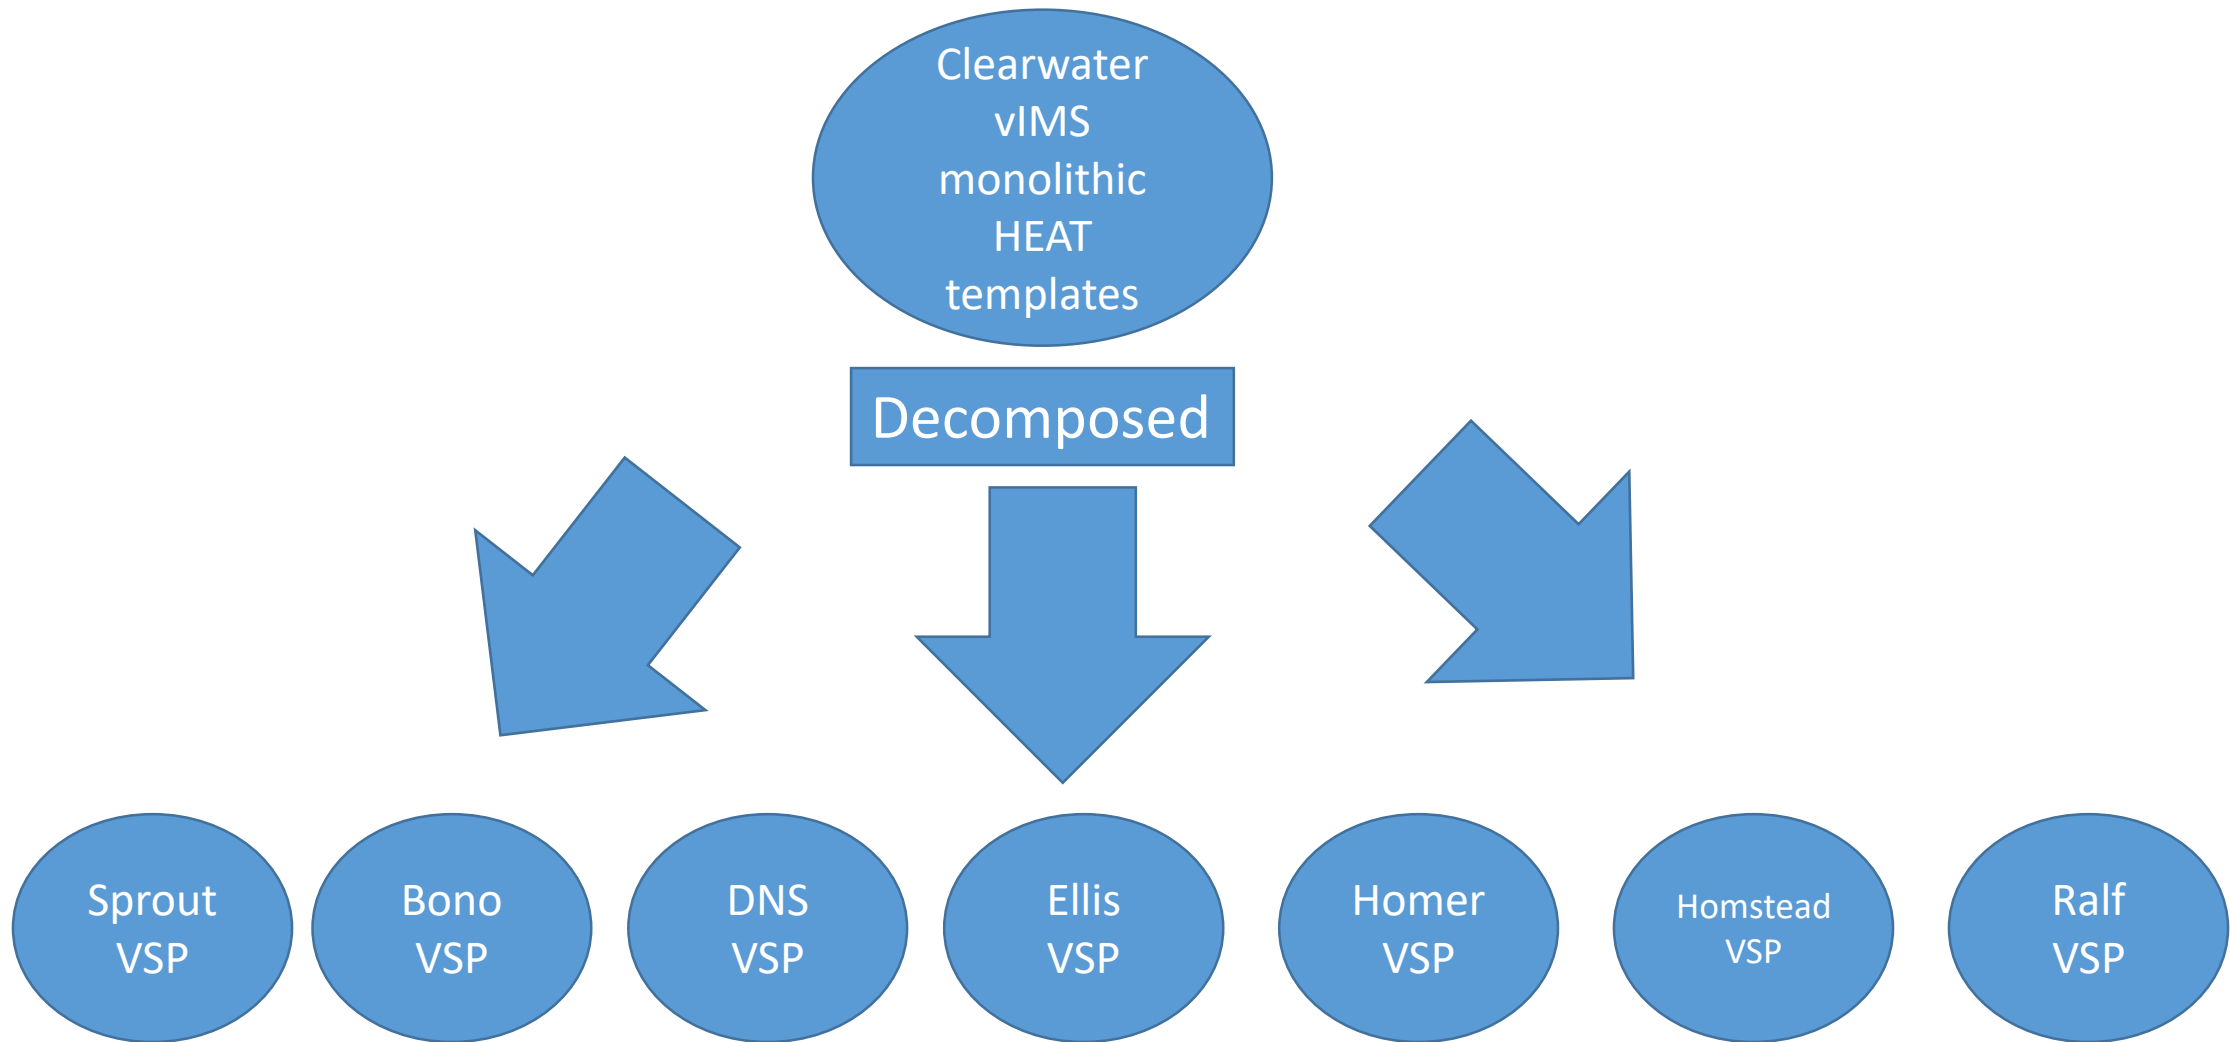 Clearwater
vIMS
monolithic
HEAT
templates
Decomposed
Sprout
VSP
Bono
VSP
DNS
VSP
Ellis
VSP
Homer
VSP
Homstead
VSP
Ralf
VSP